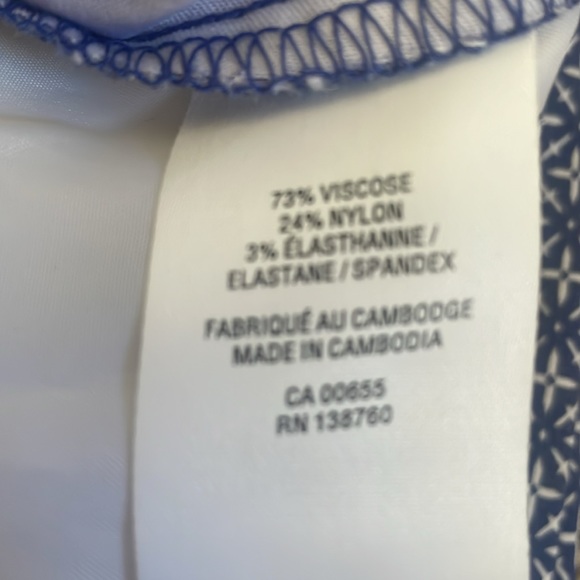 73% VISCOSE
24% NYLON
3% ÉLASTHANNE /
ELASTANE / SPANDEX
FABRIQUÉ AU CAMBODGE
MADE IN CAMBODIA
CA 00655
RN 138760